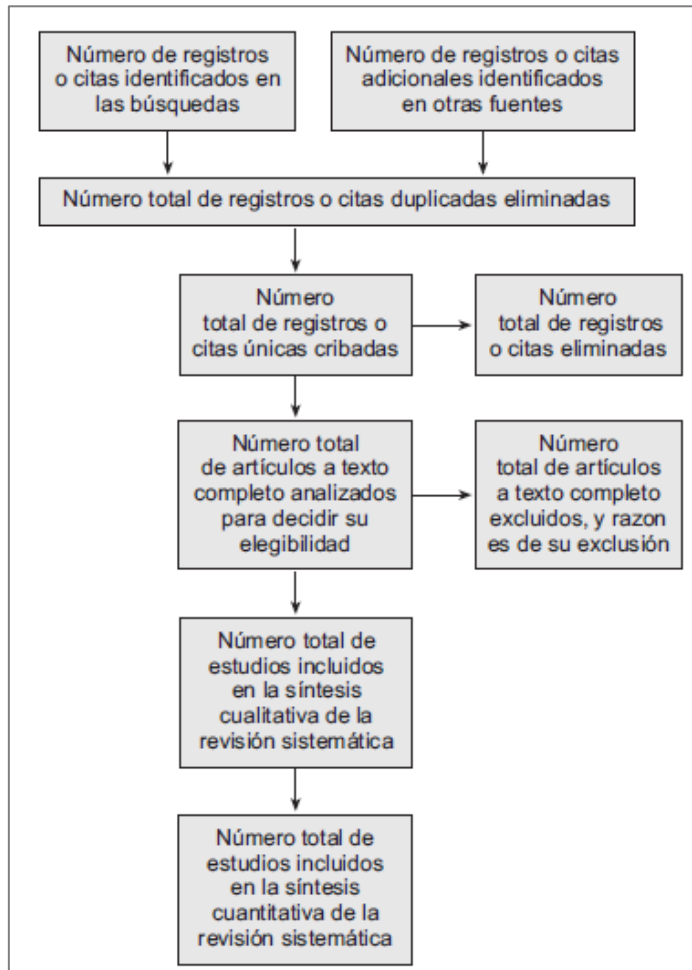 Número de registros
o citas identificados en
las búsquedas
Número de registros o citas
adicionales identificados
en otras fuentes
Número total de registros o citas duplicadas eliminadas
Número
total de registros o
citas únicas cribadas
Número
total de registros
o citas eliminadas
Número total
de artículos a texto
completo analizados
para decidir su
elegibilidad
Número
total de artículos
a texto completo
excluidos, y razon
es de su exclusión
Número total de
estudios incluidos
en la síntesis
cualitativa de la
revisión sistemática
Número total de
estudios incluidos
en la síntesis
cuantitativa de la
revisión sistemática